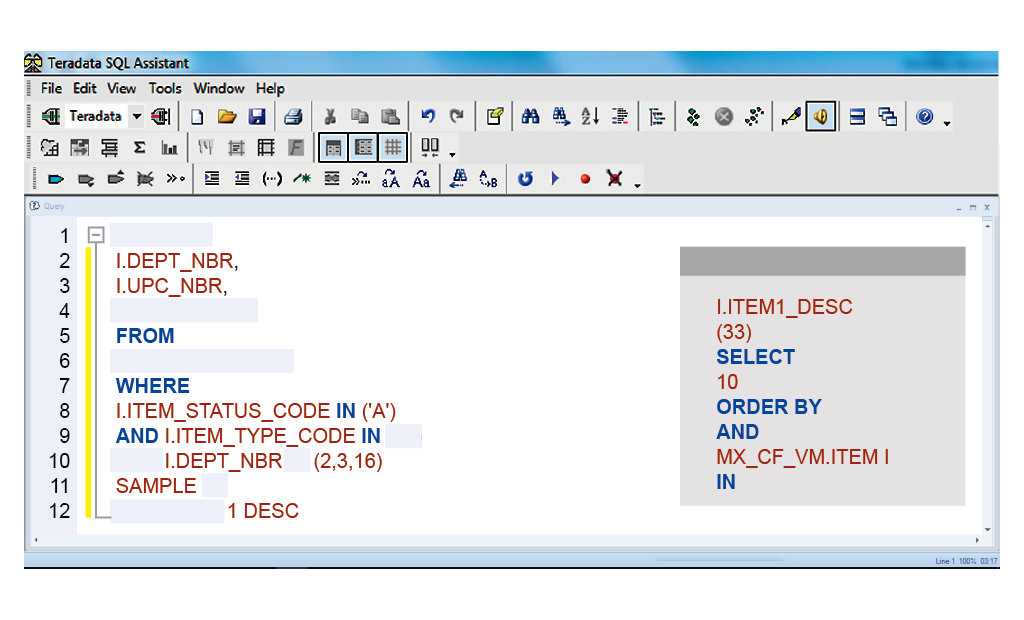 Teradata SQL Assistant
File Edit View Tools Window Help
Teradata
Query
1
2 I.DEPT_NBR,
3 I.UPC_NBR,
4
5 FROM
6
7 WHERE
8 I.ITEM_STATUS_CODE IN ('A')
9 AND I.ITEM_TYPE_CODE IN
10 I.DEPT_NBR (2,3,16)
11 SAMPLE
12 1 DESC
I.ITEM1_DESC
(33)
SELECT
10
ORDER BY
AND
MX_CF_VM.ITEM I
IN
Line 1 100% 03:17